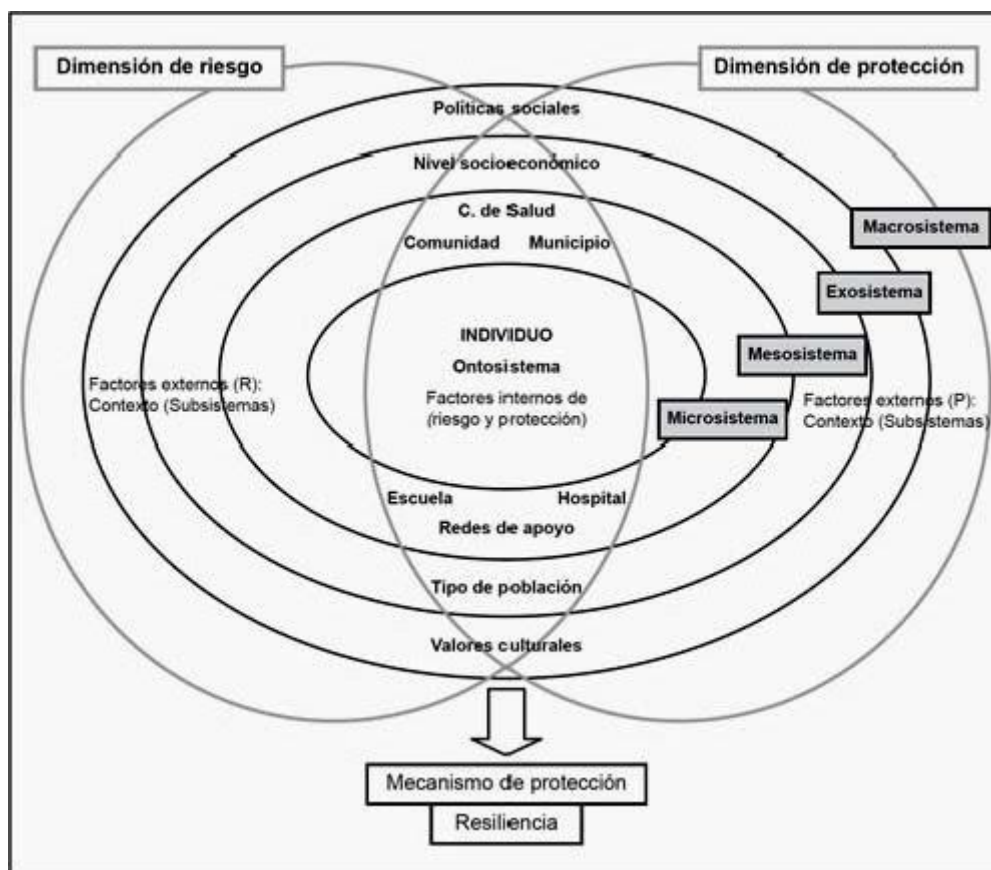 Dimensión de riesgo
Dimensión de protección
Políticas sociales
Nivel socioeconómico
C. de Salud
Comunidad Municipio
Macrosistema
Exosistema
Mesosistema
Microsistema
INDIVIDUO
Ontosistema
Factores internos de
(riesgo y protección)
Factores externos (R):
Contexto (Subsistemas)
Factores externos (P):
Contexto (Subsistemas)
Escuela Hospital
Redes de apoyo
Tipo de población
Valores culturales
Mecanismo de protección
Resiliencia